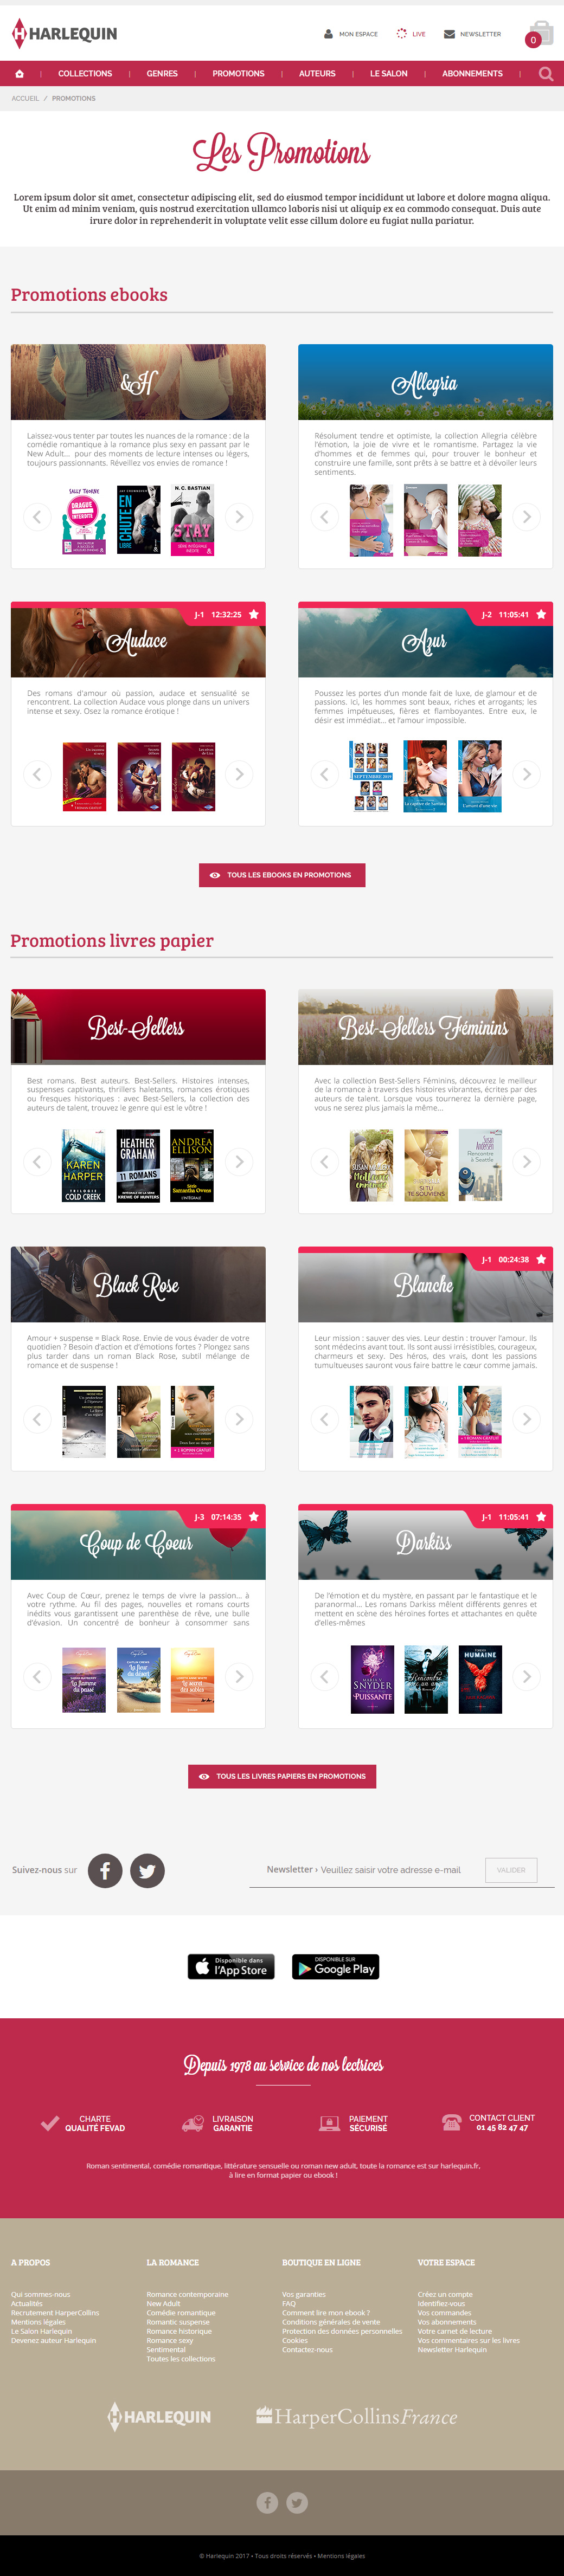 HARLEQUIN
MON ESPACE
LIVE
NEWSLETTER
0
COLLECTIONS
GENRES
PROMOTIONS
AUTEURS
LE SALON
ABONNEMENTS
ACCUEIL / PROMOTIONS
Les Promotions
Lorem ipsum dolor sit amet, consectetur adipiscing elit, sed do eiusmod tempor incididunt ut labore et dolore magna aliqua.
Ut enim ad minim veniam, quis nostrud exercitation ullamco laboris nisi ut aliquip ex ea commodo consequat. Duis aute
irure dolor in reprehenderit in voluptate velit esse cillum dolore eu fugiat nulla pariatur.
Promotions ebooks
&H
Laissez-vous tenter par toutes les nuances de la romance : de la
comédie romantique à la romance plus sexy en passant par le
New Adult... pour des moments de lecture intenses ou légers,
toujours passionnants. Réveillez vos envies de romance !
SALLY THORNE
DRAGUE
INTERDITE
EN CHUTE
LIBRE
N. C. BASTIAN
STAY
Allegria
Résolument tendre et optimiste, la collection Allegria célèbre
l'émotion, la joie de vivre et le romantisme. Partagez la vie
d'hommes et de femmes qui, pour trouver le bonheur et
construire une famille, sont prêts à se battre et à dévoiler leurs
sentiments.
J-1 12:32:25
Audace
Des romans d'amour où passion, audace et sensualité se
rencontrent. La collection Audace vous plonge dans un univers
intense et sexy. Osez la romance érotique !
J-2 11:05:41
Azur
Poussez les portes d'un monde fait de luxe, de glamour et de
passions. Ici, les hommes sont beaux, riches et arrogants; les
femmes impétueuses, fières et flamboyantes. Entre eux, le
désir est immédiat... et l'amour impossible.
SEPTEMBRE 2019
TOUS LES EBOOKS EN PROMOTIONS
Promotions livres papier
Best-Sellers
Best romans. Best auteurs. Best-Sellers. Histoires intenses,
suspenses captivants, thrillers haletants, romances érotiques
ou fresques historiques : avec Best-Sellers, la collection des
auteurs de talent, trouvez le genre qui est le vôtre !
KAREN
HARPER
TRILOGIE
COLD CREEK
HEATHER
GRAHAM
11 ROMANS
KREWE OF HUNTERS
ANDREA
ELLISON
Série
Samantha Owens
L'INTÉGRALE
Best-Sellers Féminins
Avec la collection Best-Sellers Féminins, découvrez le meilleur
de la romance à travers des histoires vibrantes, écrites par des
auteurs de talent. Lorsque vous tournerez la dernière page,
vous ne serez plus jamais la même...
SUSAN MALLERY
SI TU
TE SOUVIENS
Susan
Andersen
Rencontre
à Seattle
Black Rose
Amour + suspense = Black Rose. Envie de vous évader de votre
quotidien ? Besoin d'action et d'émotions fortes ? Plongez sans
plus tarder dans un roman Black Rose, subtil mélange de
romance et de suspense !
+ 1 ROMAN GRATUIT
J-1 00:24:38
Blanche
Leur mission : sauver des vies. Leur destin : trouver l'amour. Ils
sont médecins avant tout. Ils sont aussi irrésistibles, courageux,
charmeurs et sexy. Des héros, des vrais, dont les passions
tumultueuses sauront vous faire battre le cœur comme jamais.
+ 1 ROMAN GRATUIT
J-3 07:14:35
Coup de Coeur
Avec Coup de Cœur, prenez le temps de vivre la passion... à
votre rythme. Au fil des pages, nouvelles et romans courts
inédits vous garantissent une parenthèse de rêve, une bulle
d'évasion. Un concentré de bonheur à consommer sans
La flamme
du passé
La fleur
du désert
Le secret
des sables
J-1 11:05:41
Darkiss
De l'émotion et du mystère, en passant par le fantastique et le
paranormal... Les romans Darkiss mêlent différents genres et
mettent en scène des héroïnes fortes et attachantes en quête
d'elles-mêmes
MARIA V.
SNYDER
PUISSANTE
Rencontre
HUMAINE
TOUS LES LIVRES PAPIERS EN PROMOTIONS
Suivez-nous sur
Newsletter › Veuillez saisir votre adresse e-mail
VALIDER
Disponible dans
l'App Store
DISPONIBLE SUR
Google Play
Depuis 1978 au service de nos lectrices
CHARTE
QUALITÉ FEVAD
LIVRAISON
GARANTIE
PAIEMENT
SÉCURISÉ
CONTACT CLIENT
01 45 82 47 47
Roman sentimental, comédie romantique, littérature sensuelle ou roman new adult, toute la romance est sur harlequin.fr,
à lire en format papier ou ebook !
A PROPOS
Qui sommes-nous
Actualités
Recrutement HarperCollins
Mentions légales
Le Salon Harlequin
Devenez auteur Harlequin
LA ROMANCE
Romance contemporaine
New Adult
Comédie romantique
Romantic suspense
Romance historique
Romance sexy
Sentimental
Toutes les collections
BOUTIQUE EN LIGNE
Vos garanties
FAQ
Comment lire mon ebook ?
Conditions générales de vente
Protection des données personnelles
Cookies
Contactez-nous
VOTRE ESPACE
Créez un compte
Identifiez-vous
Vos commandes
Vos abonnements
Votre carnet de lecture
Vos commentaires sur les livres
Newsletter Harlequin
HARLEQUIN
HarperCollinsFrance
© Harlequin 2017 • Tous droits réservés • Mentions légales